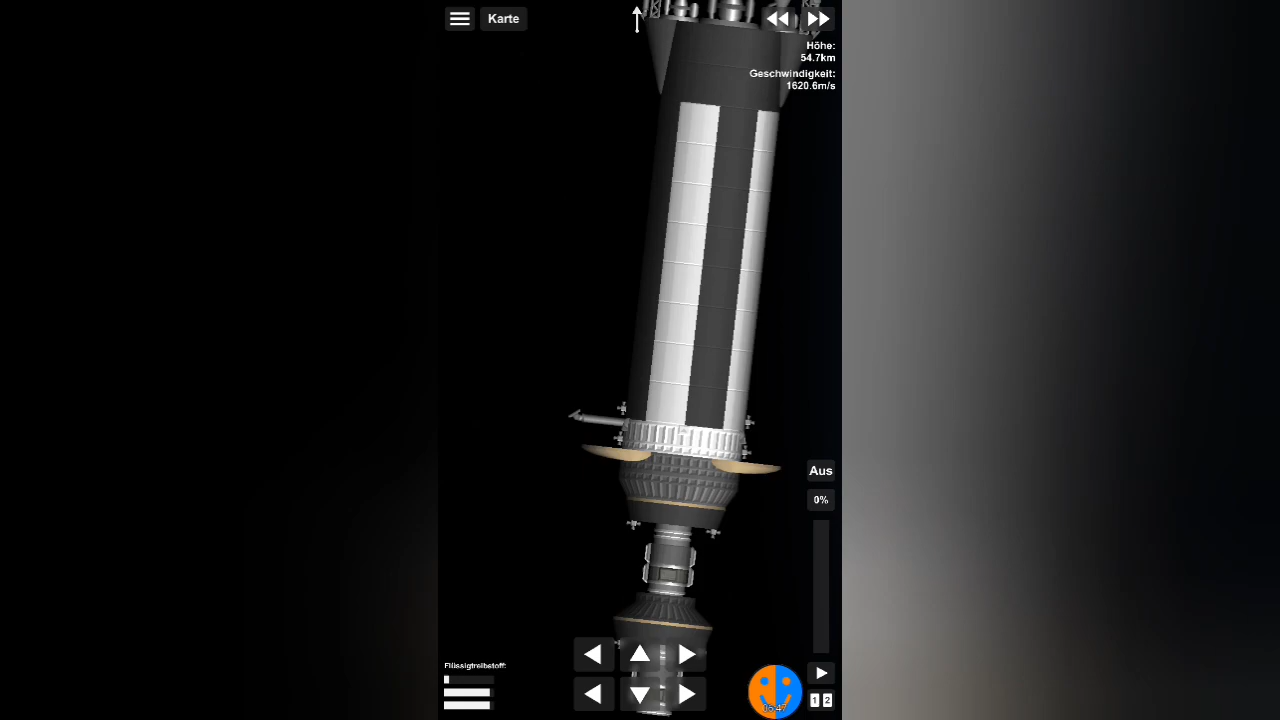 Karte
Höhe:
54.7km
Geschwindigkeit:
1620.6m/s
Aus
0%
Flüssigtreibstoff:
1 2